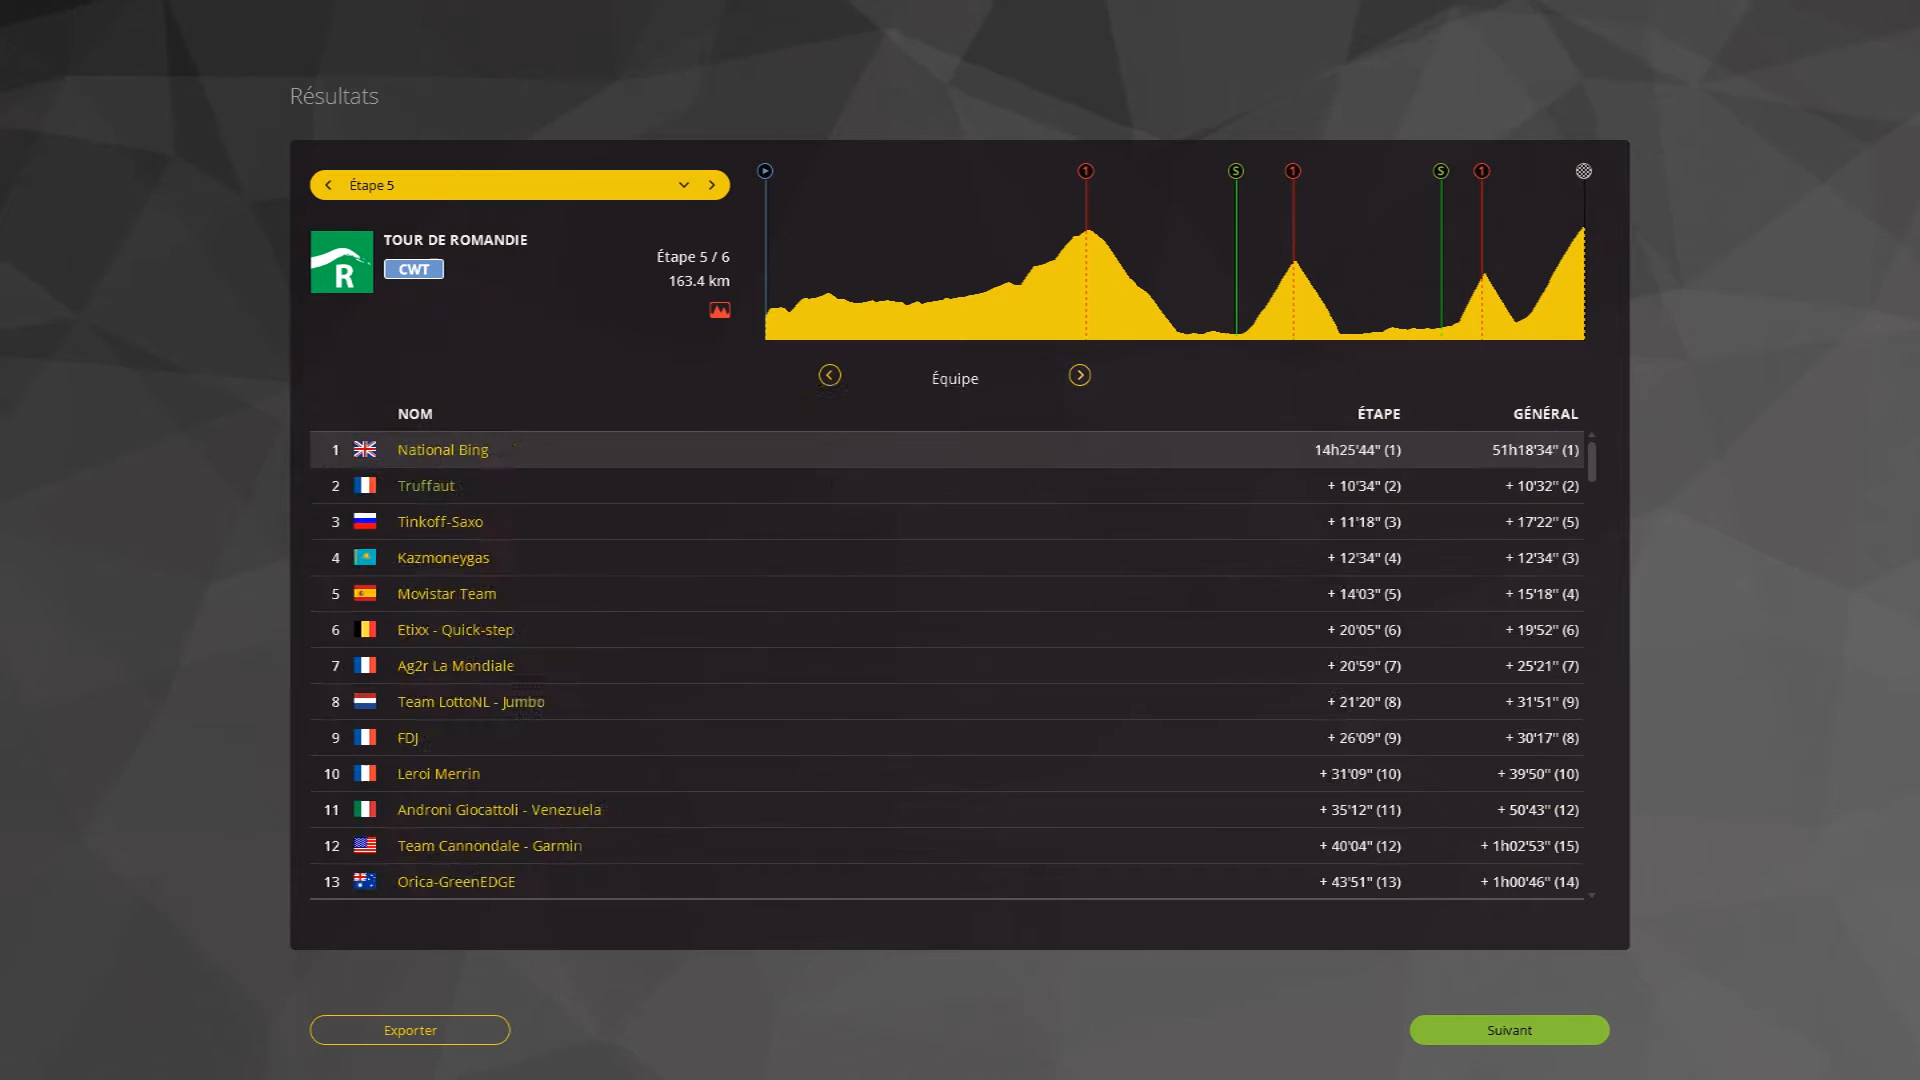 Résultats
Étape 5
TOUR DE ROMANDIE
CWT
R
Étape 5 / 6
163.4 km
1 S 1 S 1
Équipe
NOM ÉTAPE GÉNÉRAL
1 National Bing 14h25'44" (1) 51h18'34" (1)
2 Truffaut + 10'34" (2) + 10'32" (2)
3 Tinkoff-Saxo + 11'18" (3) + 17'22" (5)
4 Kazmoneygas + 12'34" (4) + 12'34" (3)
5 Movistar Team + 14'03" (5) + 15'18" (4)
6 Etixx - Quick-step + 20'05" (6) + 19'52" (6)
7 Ag2r La Mondiale + 20'59" (7) + 25'21" (7)
8 Team LottoNL - Jumbo + 21'20" (8) + 31'51" (9)
9 FDJ + 26'09" (9) + 30'17" (8)
10 Leroi Merrin + 31'09" (10) + 39'50" (10)
11 Androni Giocattoli - Venezuela + 35'12" (11) + 50'43" (12)
12 Team Cannondale - Garmin + 40'04" (12) + 1h02'53" (15)
13 Orica-GreenEDGE + 43'51" (13) + 1h00'46" (14)
Exporter
Suivant